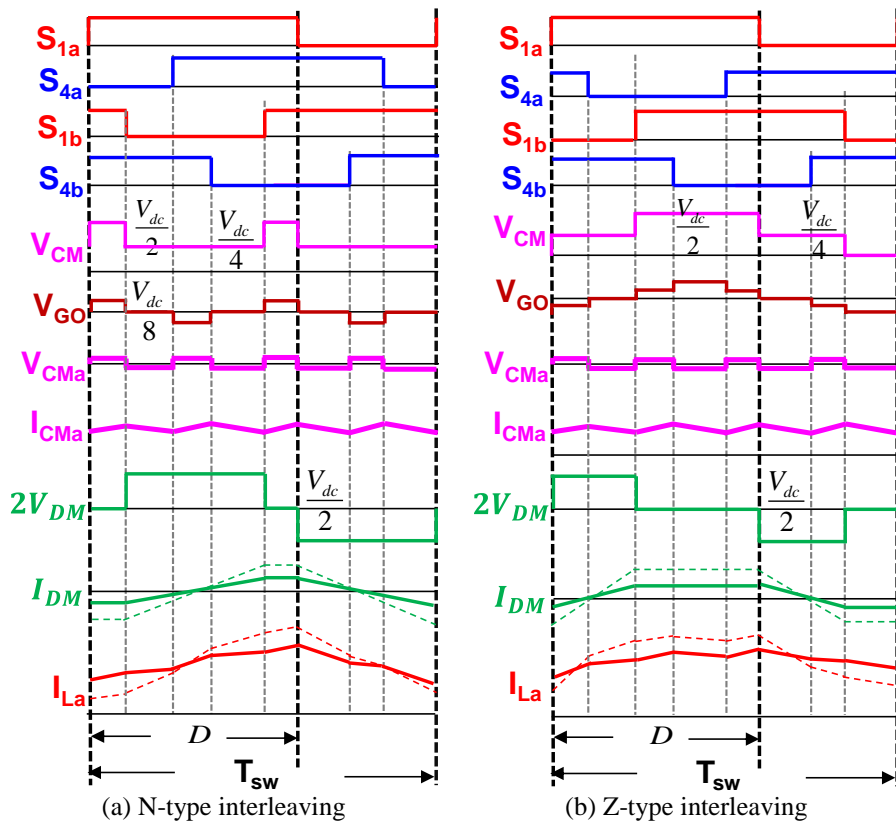 S1a
S4a
S1b
S4b
VCM
Vdc/2
Vdc/4
VGO
Vdc/8
VCMa
ICMa
2VDM
Vdc/2
IDM
ILa
D
Tsw
(a) N-type interleaving
S1a
S4a
S1b
S4b
VCM
Vdc/2
Vdc/4
VGO
VCMa
ICMa
2VDM
Vdc/2
IDM
ILa
D
Tsw
(b) Z-type interleaving